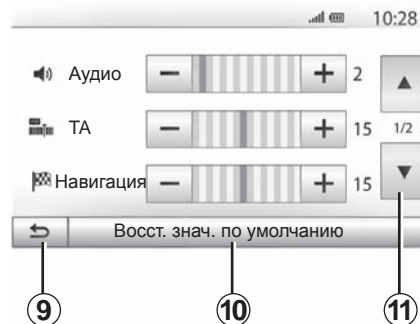 10:28
Аудио 2
ТА 15
1/2
Навигация 15
Восст. знач. по умолчанию
9 10 11